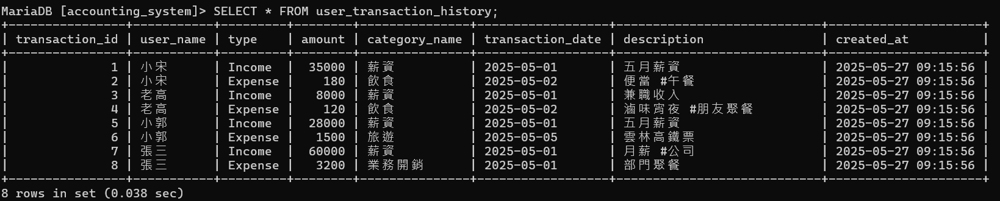 MariaDB [accounting_system]> SELECT * FROM user_transaction_history;
+----------------+-----------+---------+--------+---------------+------------------+----------------------------+---------------------+
| transaction_id | user_name | type    | amount | category_name | transaction_date | description                | created_at          |
+----------------+-----------+---------+--------+---------------+------------------+----------------------------+---------------------+
|              1 | 小宋      | Income  |  35000 | 薪資          | 2025-05-01       | 五月薪資                   | 2025-05-27 09:15:56 |
|              2 | 小宋      | Expense |    180 | 飲食          | 2025-05-02       | 便當 #午餐                 | 2025-05-27 09:15:56 |
|              3 | 老高      | Income  |   8000 | 薪資          | 2025-05-01       | 兼職收入                   | 2025-05-27 09:15:56 |
|              4 | 老高      | Expense |    120 | 飲食          | 2025-05-02       | 滷味宵夜 #朋友聚餐         | 2025-05-27 09:15:56 |
|              5 | 小郭      | Income  |  28000 | 薪資          | 2025-05-01       | 五月薪資                   | 2025-05-27 09:15:56 |
|              6 | 小郭      | Expense |   1500 | 旅遊          | 2025-05-05       | 雲林高鐵票                 | 2025-05-27 09:15:56 |
|              7 | 張三      | Income  |  60000 | 薪資          | 2025-05-01       | 月薪 #公司                 | 2025-05-27 09:15:56 |
|              8 | 張三      | Expense |   3200 | 業務開銷      | 2025-05-01       | 部門聚餐                   | 2025-05-27 09:15:56 |
+----------------+-----------+---------+--------+---------------+------------------+----------------------------+---------------------+
8 rows in set (0.038 sec)